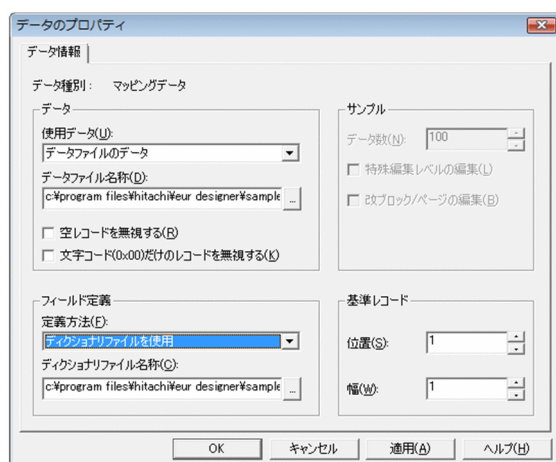 データのプロパティ
データ情報
データ種別： マッピングデータ
データ
使用データ(U):
データファイルのデータ
データファイル名称(D):
c:¥program files¥hitachi¥eur designer¥sample
...
空レコードを無視する(R)
文字コード(0x00)だけのレコードを無視する(K)
サンプル
データ数(N): 100
特殊編集レベルの編集(L)
改ブロック/ページの編集(B)
フィールド定義
定義方法(F):
ディクショナリファイルを使用
ディクショナリファイル名称(C):
c:¥program files¥hitachi¥eur designer¥sample
...
基準レコード
位置(S): 1
幅(W): 1
OK キャンセル 適用(A) ヘルプ(H)